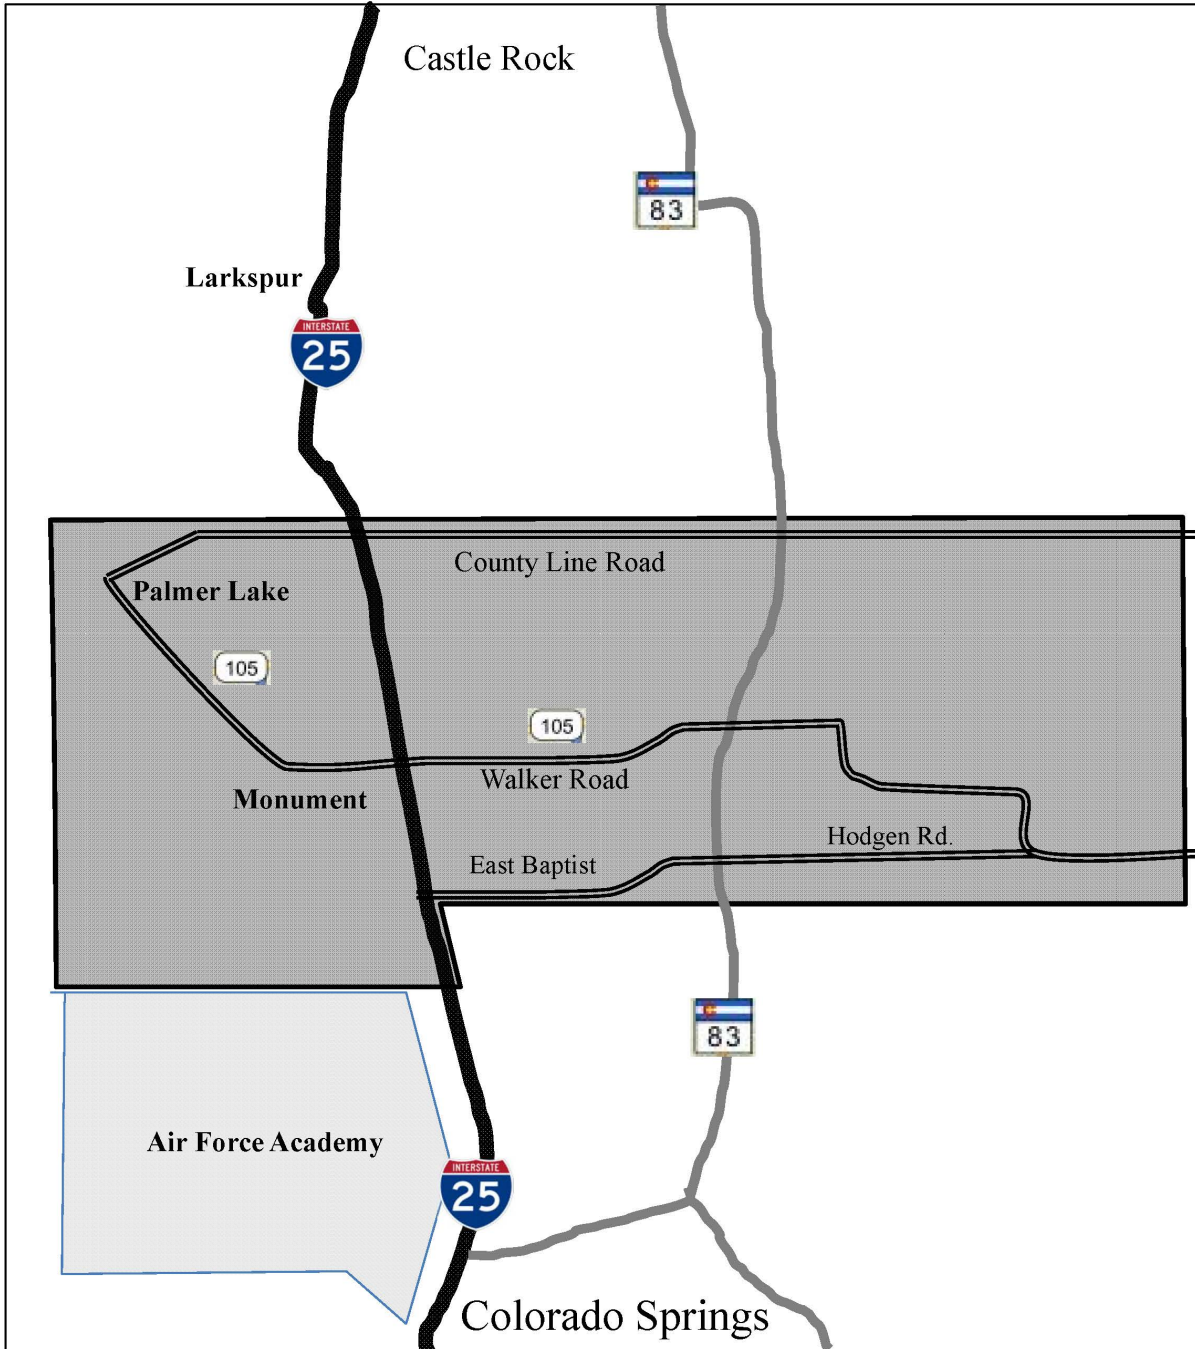 Castle Rock
83
Larkspur
INTERSTATE
25
County Line Road
Palmer Lake
105
105
Walker Road
Monument
Hodgen Rd.
East Baptist
83
Air Force Academy
INTERSTATE
25
Colorado Springs